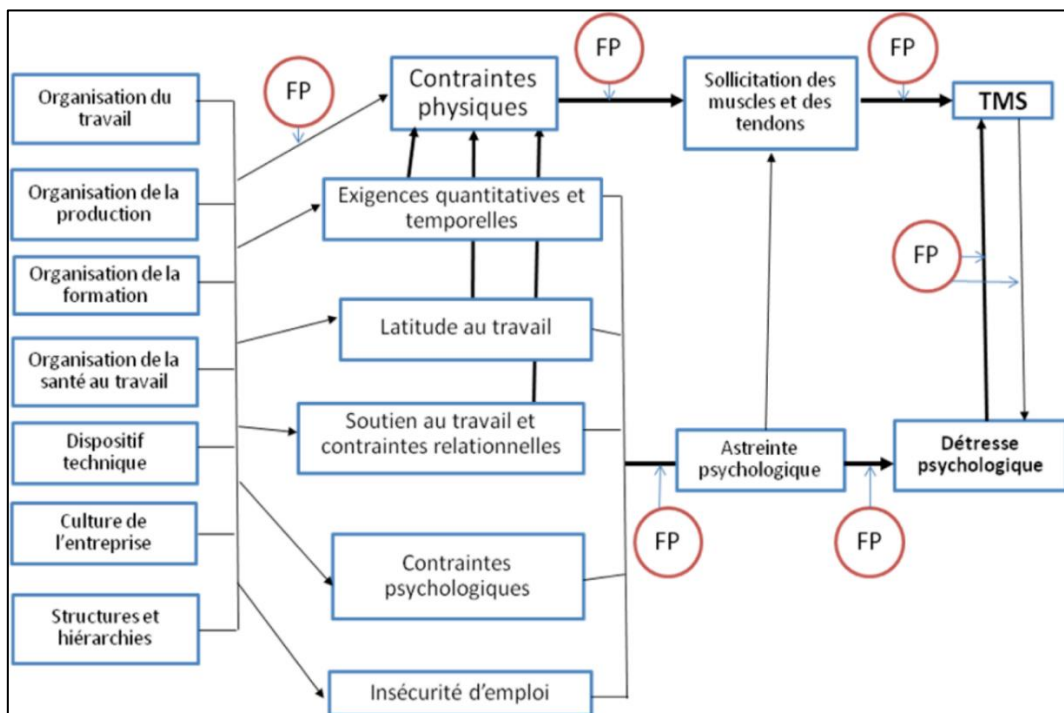 Organisation du
travail
Organisation de la
production
Organisation de la
formation
Organisation de la
santé au travail
Dispositif
technique
Culture de
l'entreprise
Structures et
hiérarchies
FP
Contraintes
physiques
Exigences quantitatives et
temporelles
Latitude au travail
Soutien au travail et
contraintes relationnelles
Contraintes
psychologiques
Insécurité d'emploi
FP
Sollicitation des
muscles et des
tendons
FP
TMS
FP
Astreinte
psychologique
Détresse
psychologique
FP
FP